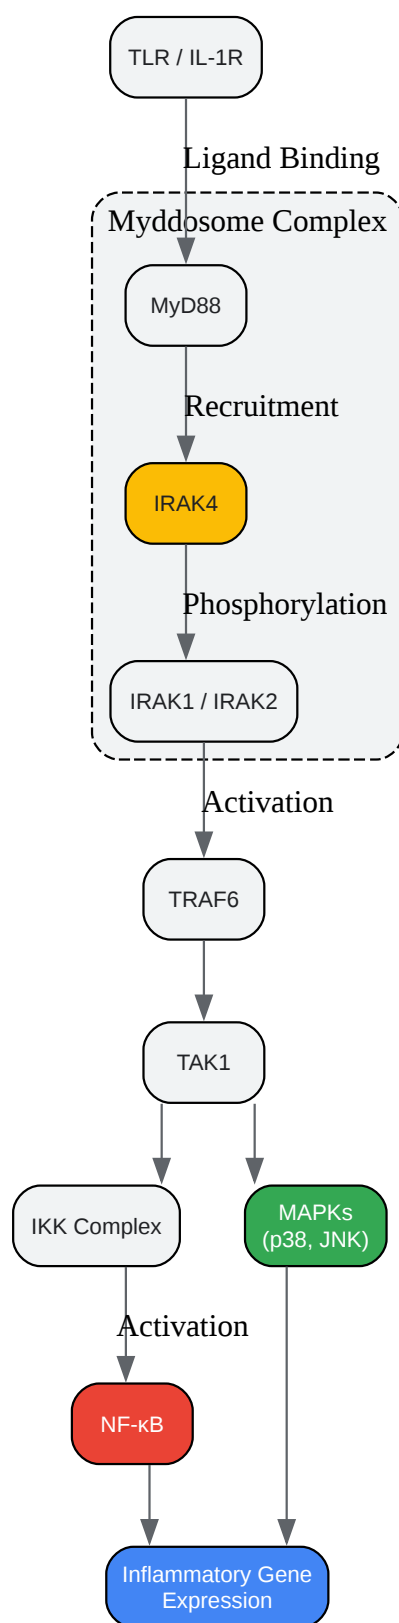 TLR / IL-1R
Ligand Binding
Myddosome Complex
MyD88
Recruitment
IRAK4
Phosphorylation
IRAK1 / IRAK2
Activation
TRAF6
TAK1
IKK Complex
MAPKs
(p38, JNK)
Activation
NF-κB
Inflammatory Gene
Expression